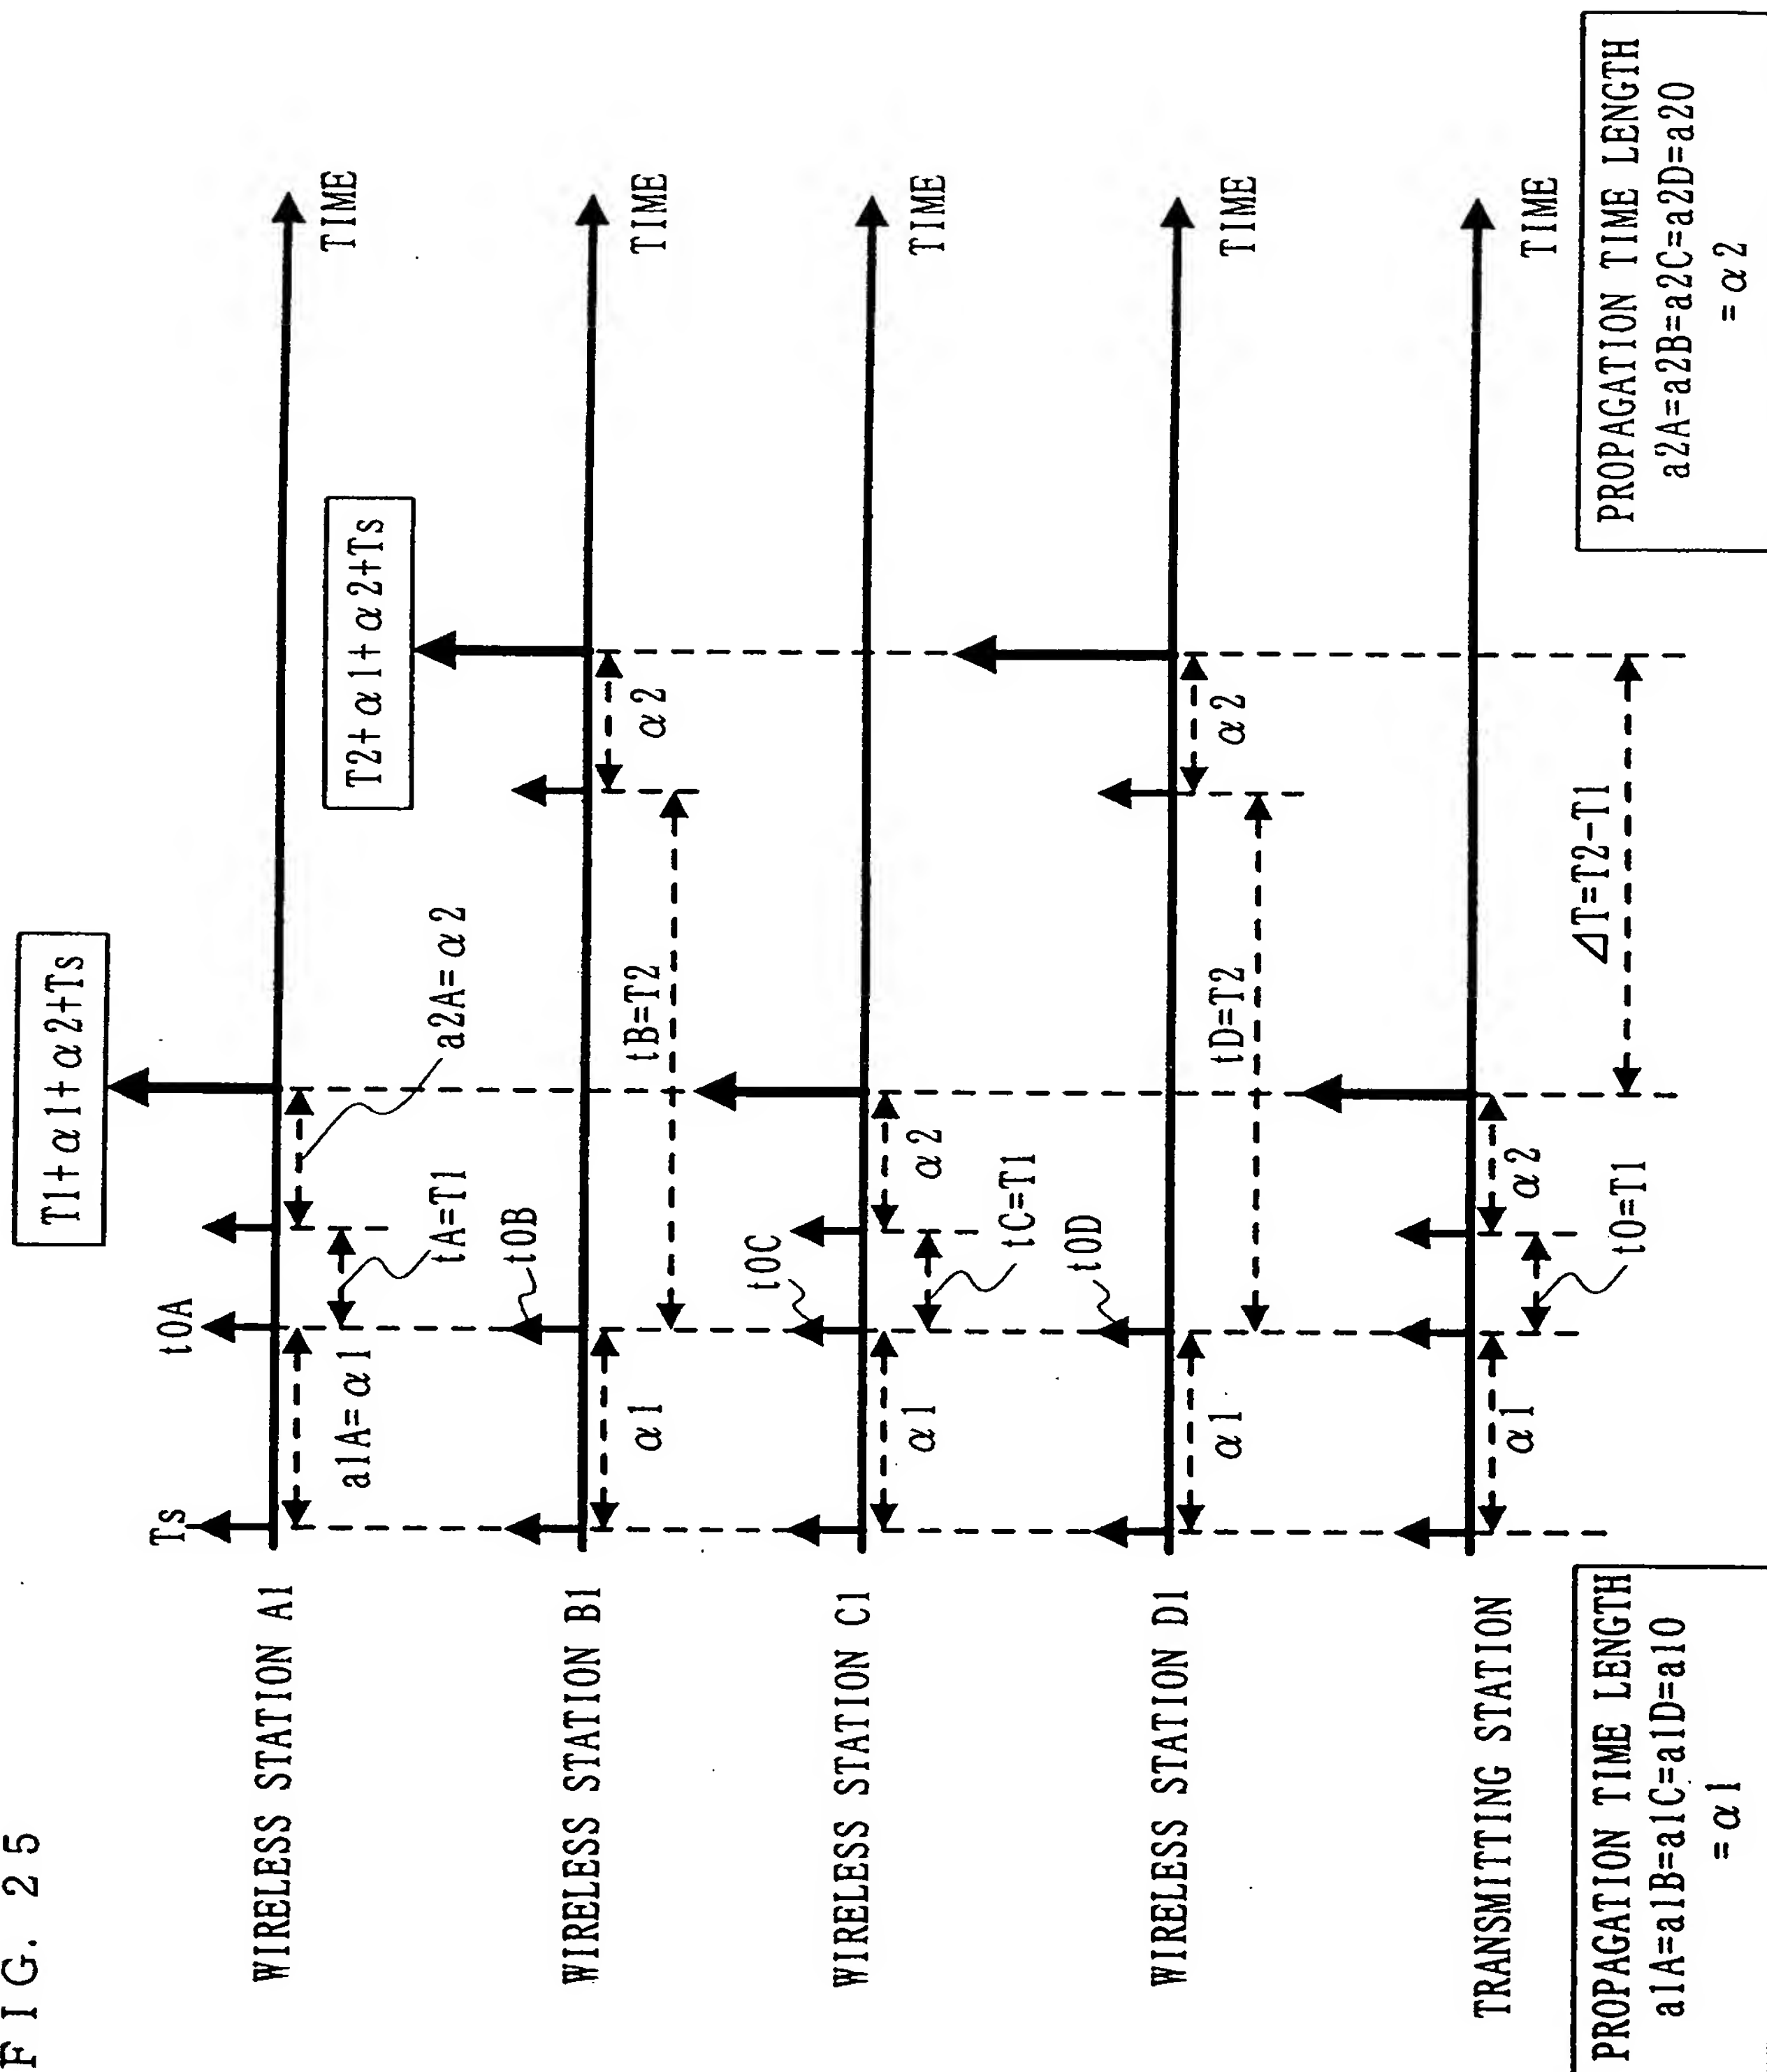 FIG. 25
T1+α1+α2+Ts
T2+α1+α2+Ts
WIRELESS STATION A1
Ts
t0A
TIME
a1A=α1
tA=T1
a2A=α2
WIRELESS STATION B1
t0B
TIME
α1
tB=T2
α2
WIRELESS STATION C1
t0C
TIME
α1
tC=T1
α2
WIRELESS STATION D1
t0D
TIME
α1
tD=T2
α2
TRANSMITTING STATION
TIME
α1
t0=T1
α2
ΔT=T2-T1
PROPAGATION TIME LENGTH
a1A=a1B=a1C=a1D=a10
=α1
PROPAGATION TIME LENGTH
a2A=a2B=a2C=a2D=a20
=α2